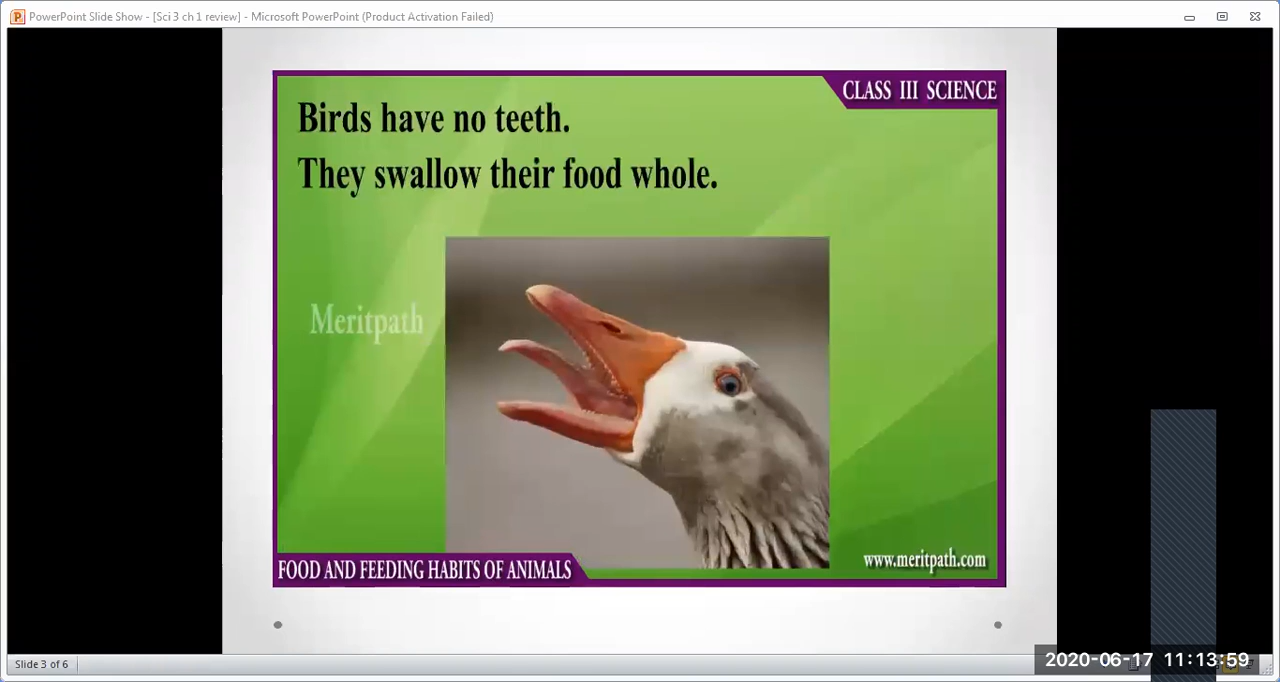 PowerPoint Slide Show - [Sci 3 ch 1 review] - Microsoft PowerPoint (Product Activation Failed)
CLASS III SCIENCE
Birds have no teeth.
They swallow their food whole.
Meritpath
www.meritpath.com
FOOD AND FEEDING HABITS OF ANIMALS
Slide 3 of 6
2020-06-17 11:13:59